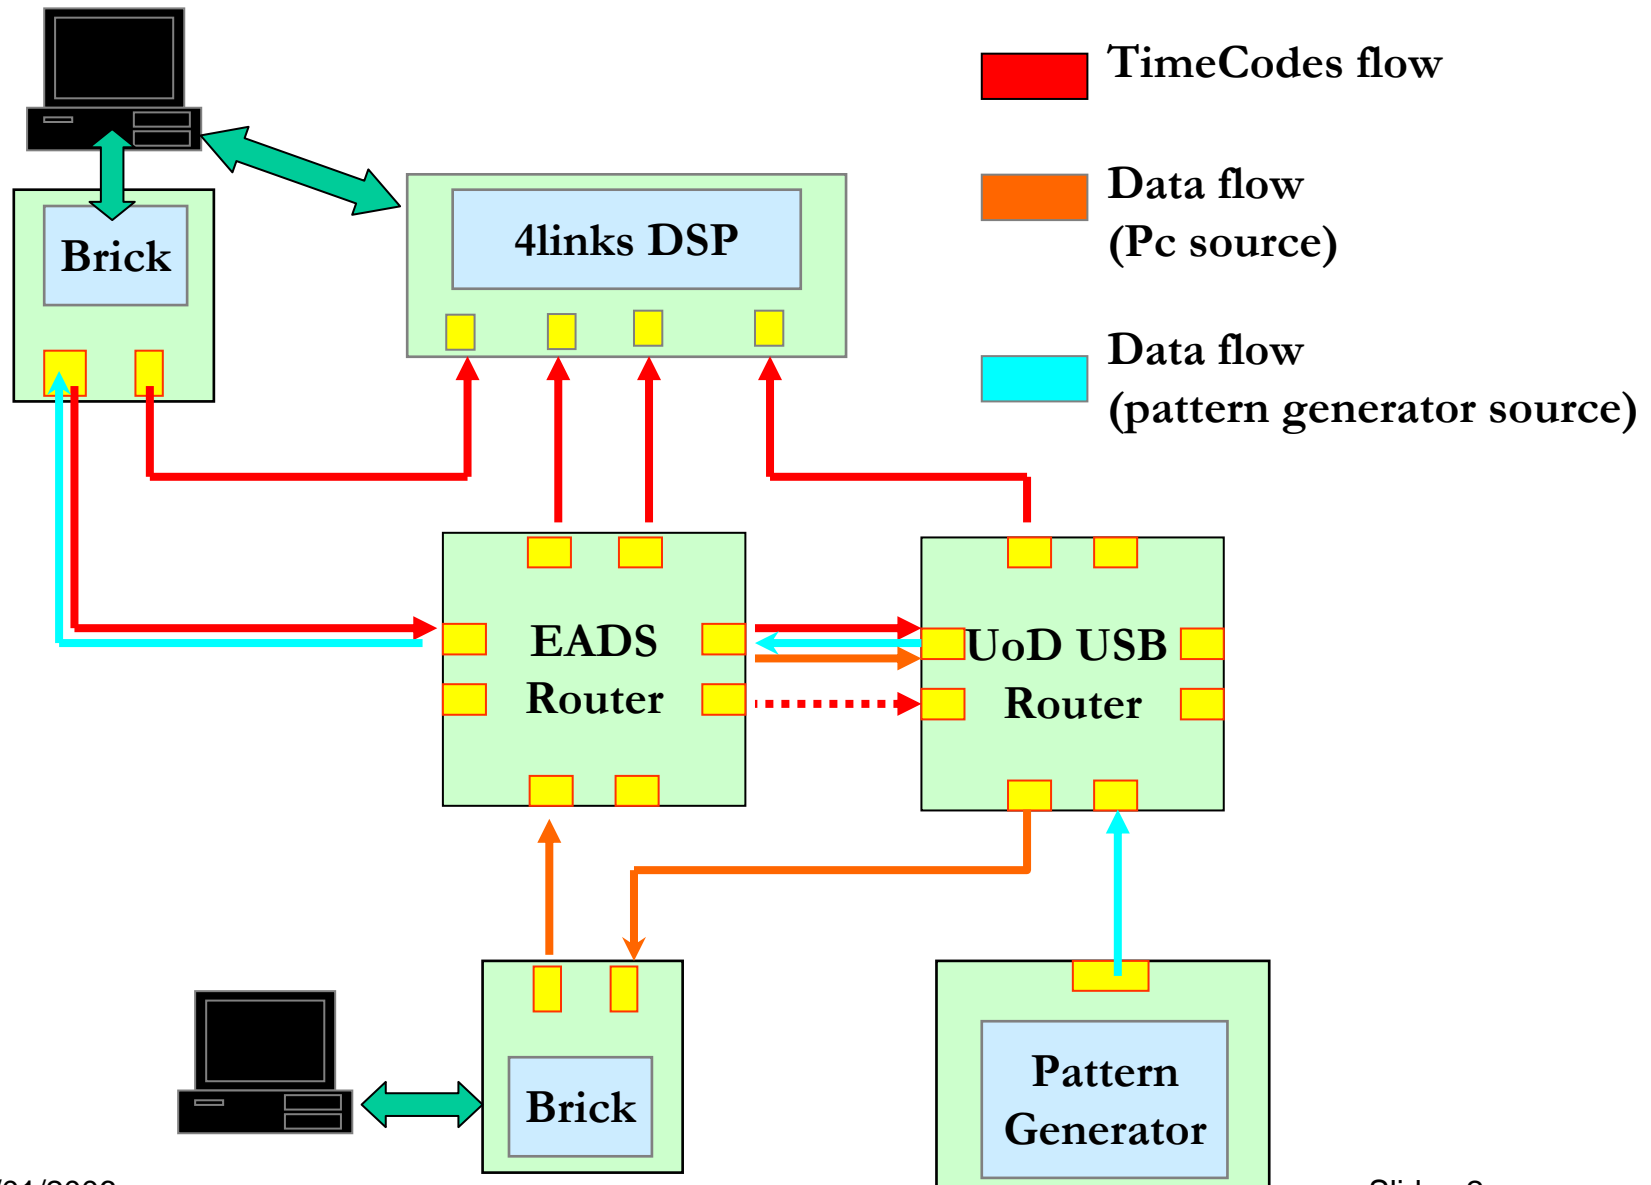 TimeCodes flow
Data flow
(Pc source)
Data flow
(pattern generator source)
Brick
4links DSP
EADS
Router
UoD USB
Router
Brick
Pattern
Generator